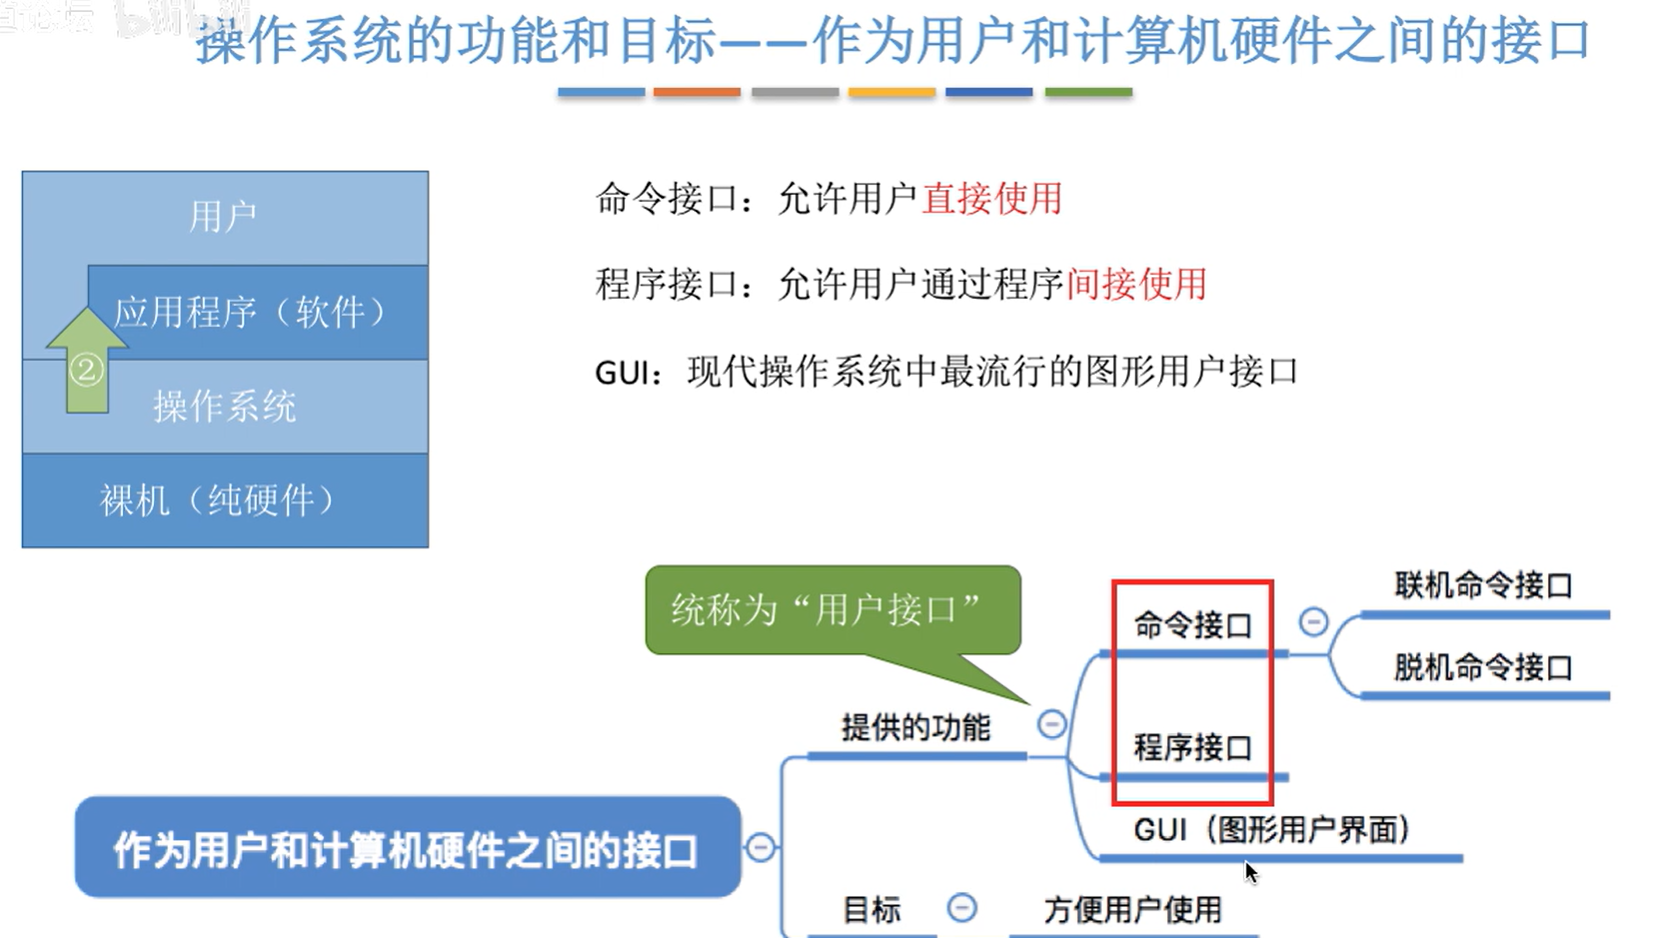 操作系统的功能和目标——作为用户和计算机硬件之间的接口
用户
应用程序（软件）
②
操作系统
裸机（纯硬件）
命令接口：允许用户直接使用
程序接口：允许用户通过程序间接使用
GUI：现代操作系统中最流行的图形用户接口
统称为“用户接口”
联机命令接口
命令接口
脱机命令接口
提供的功能
程序接口
GUI（图形用户界面）
作为用户和计算机硬件之间的接口
目标
方便用户使用